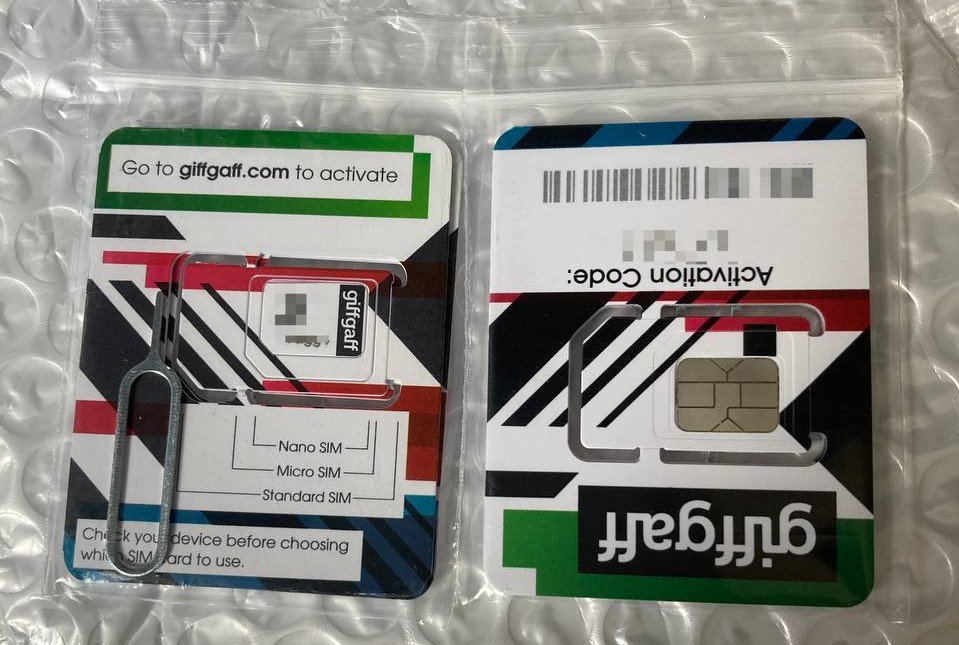 Go to giffgaff.com to activate
giffgaff
Nano SIM
Micro SIM
Standard SIM
Check your device before choosing
which SIM card to use.
Activation Code:
giffgaff